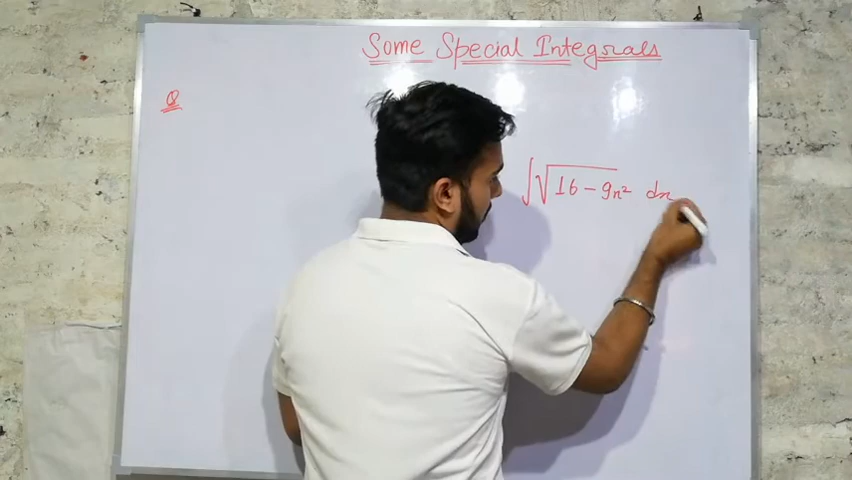 Some Special Integrals
Q
∫√16-9x² dx